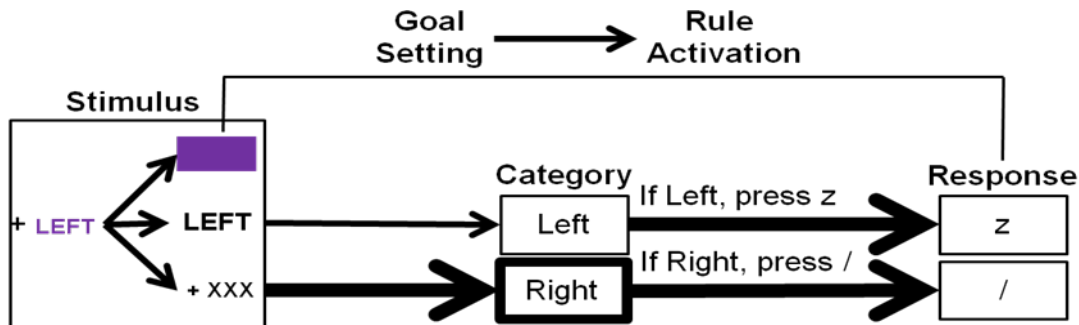 Goal Setting
Rule Activation
Stimulus
+ LEFT
LEFT
+ XXX
Category
Left
Right
If Left, press z
If Right, press /
Response
z
/